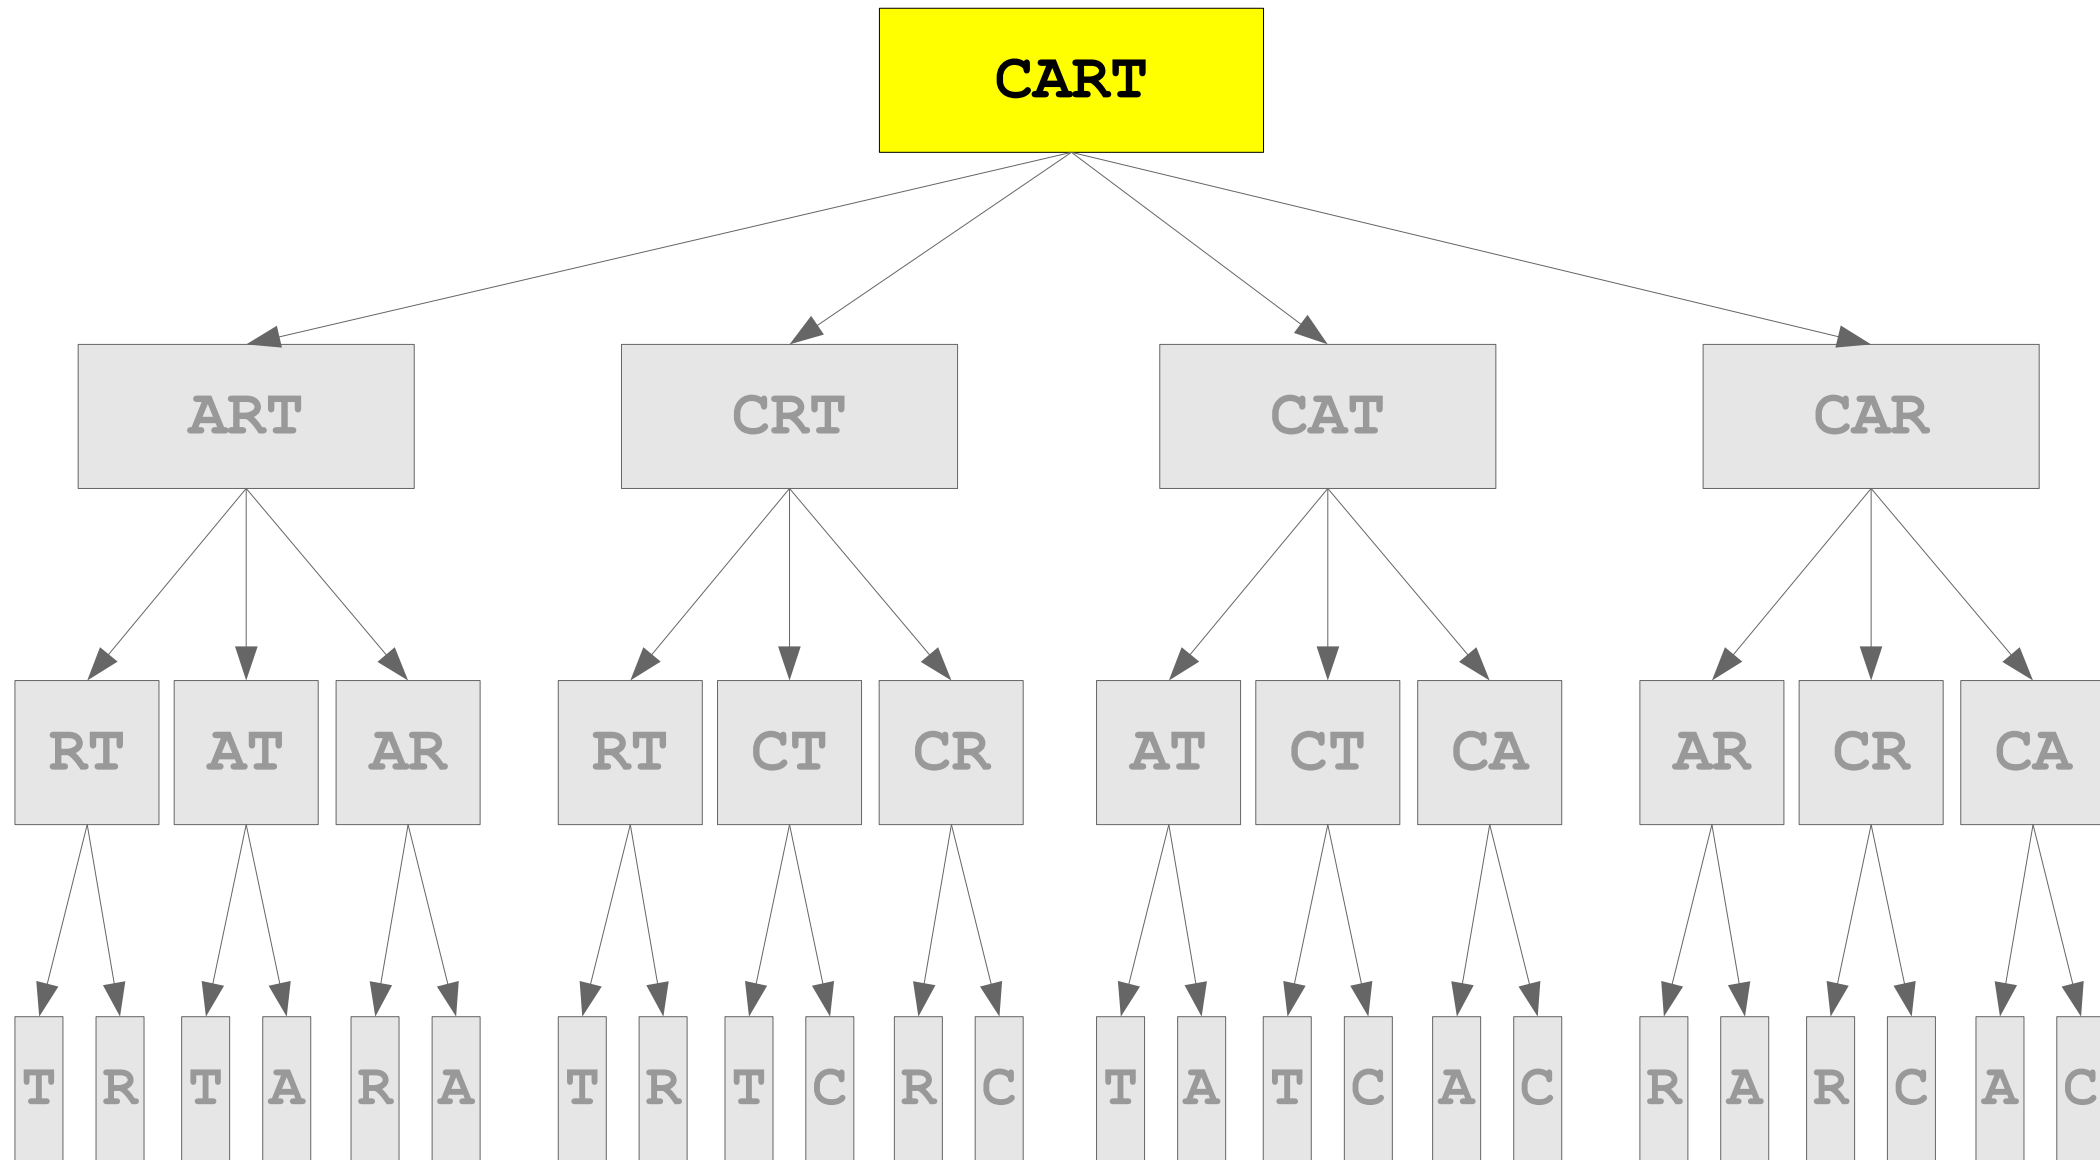 CART
ART CRT CAT CAR
RT AT AR RT CT CR AT CT CA AR CR CA
T R T A R A T R T C R C T A T C A C R A R C A C